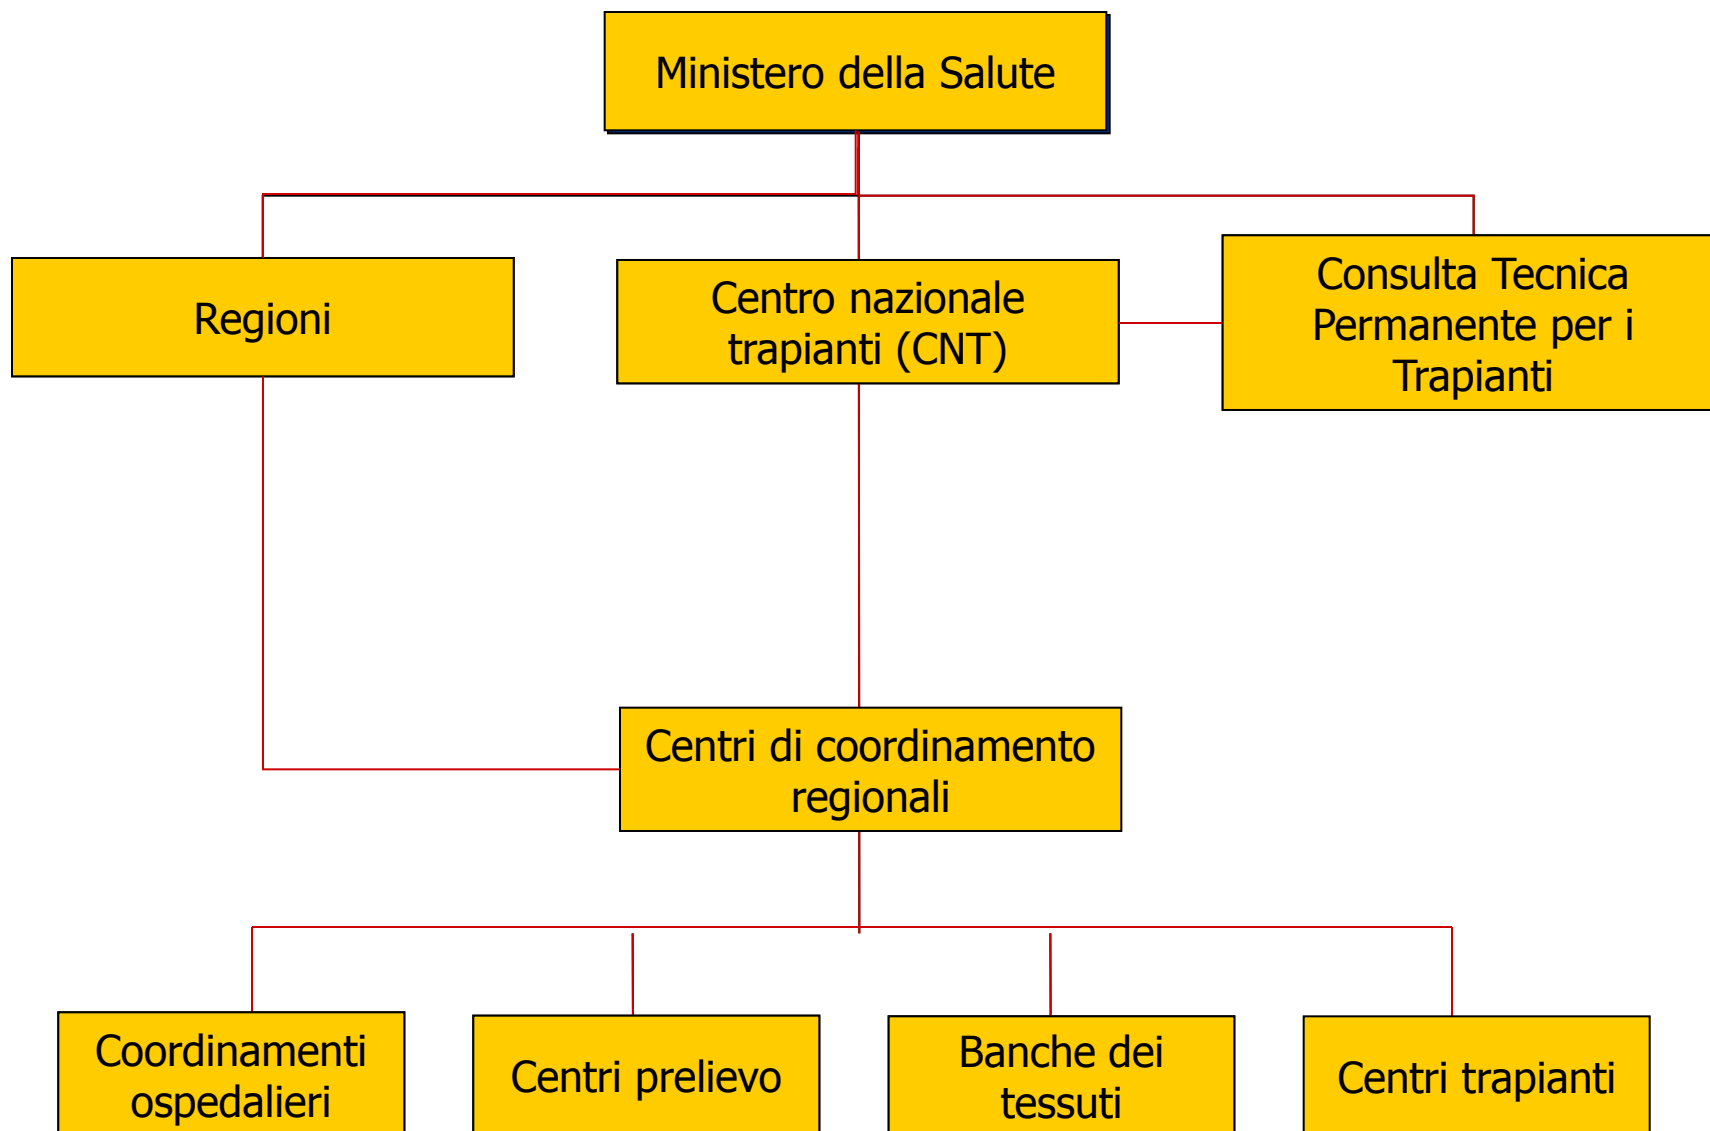 Ministero della Salute
Regioni
Centro nazionale
trapianti (CNT)
Consulta Tecnica
Permanente per i
Trapianti
Centri di coordinamento
regionali
Coordinamenti
ospedalieri
Centri prelievo
Banche dei
tessuti
Centri trapianti